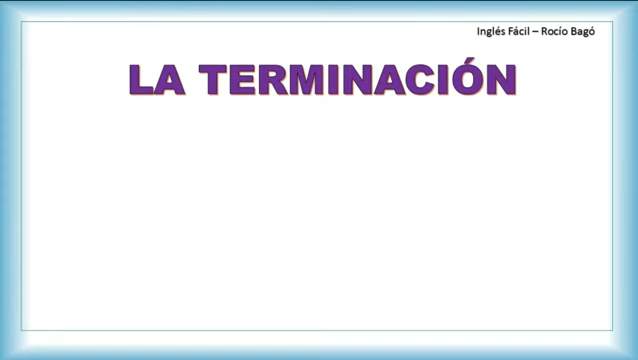 Inglés Fácil – Rocío Bagó
LA TERMINACIÓN